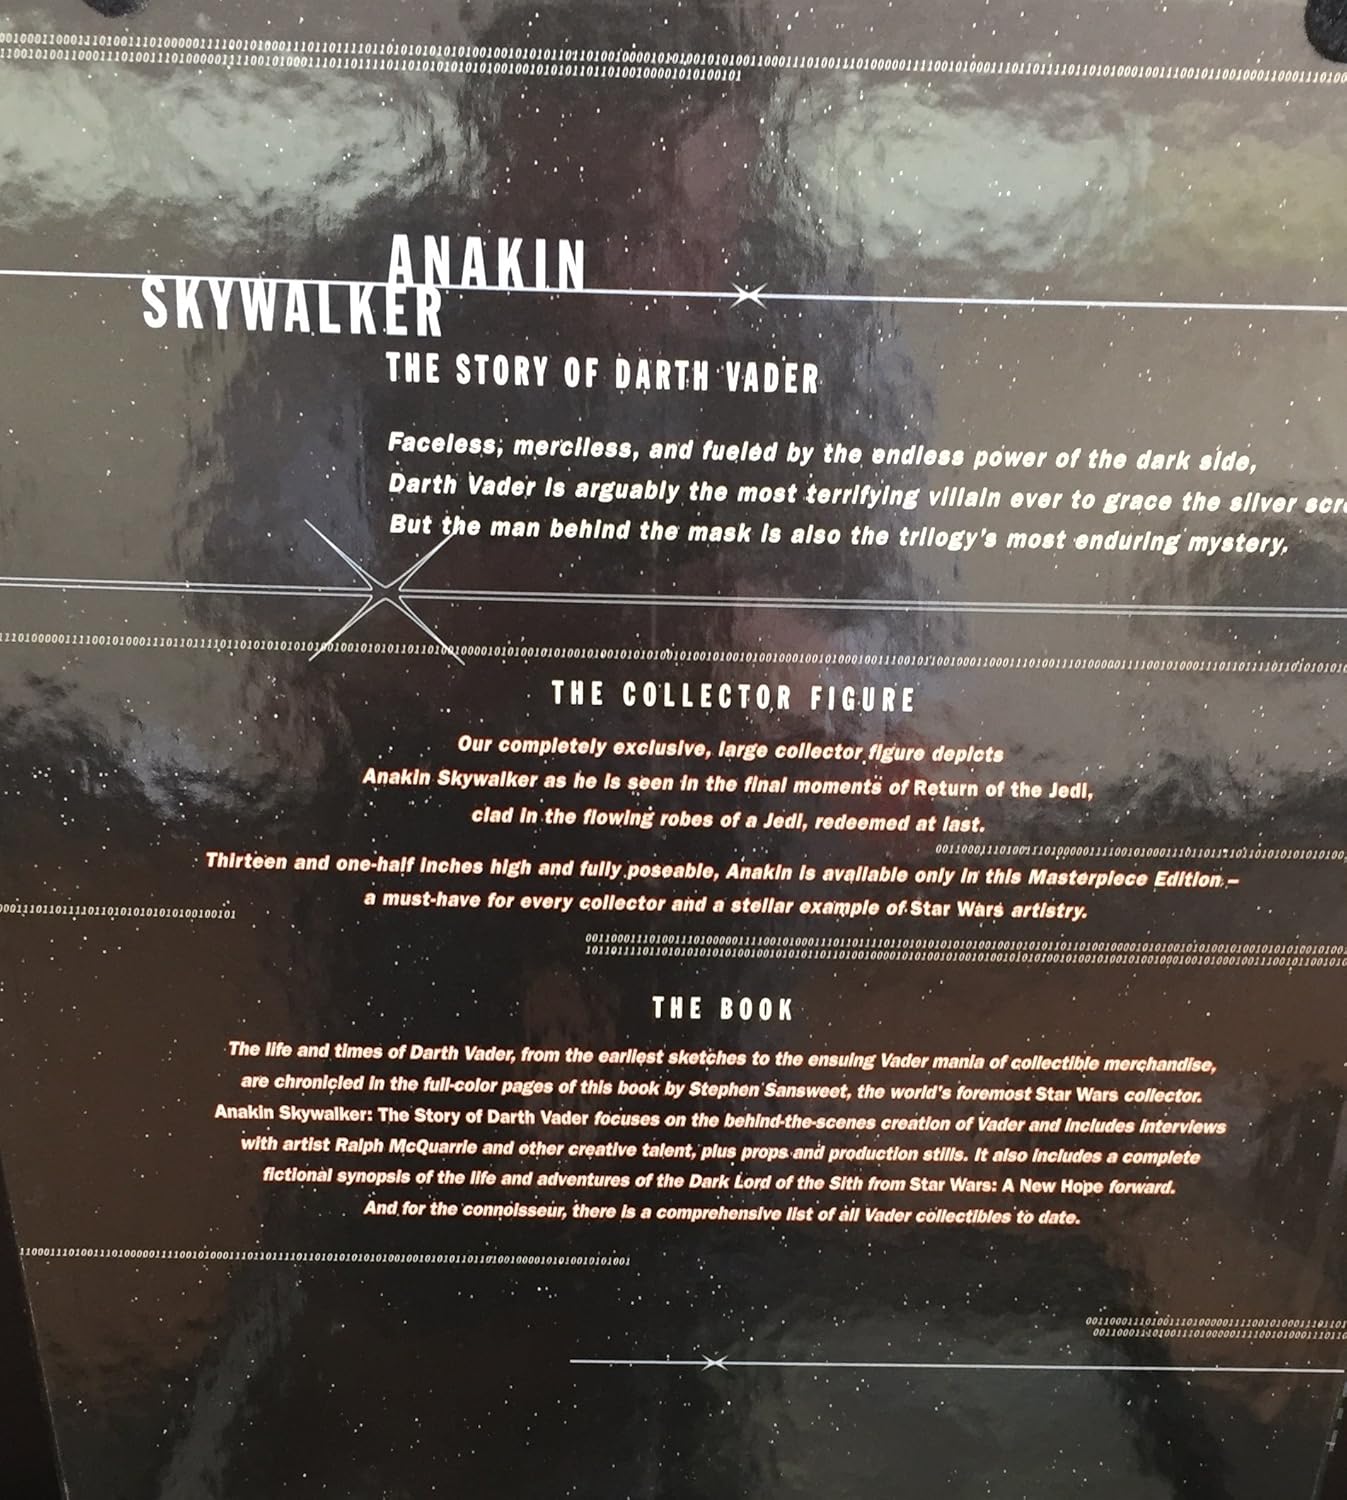 ANAKIN
SKYWALKER
THE STORY OF DARTH VADER
Faceless, merciless, and fueled by the endless power of the dark side,
Darth Vader is arguably the most terrifying villain ever to grace the silver scre
But the man behind the mask is also the trilogy's most enduring mystery.
THE COLLECTOR FIGURE
Our completely exclusive, large collector figure depicts
Anakin Skywalker as he is seen in the final moments of Return of the Jedi,
clad in the flowing robes of a Jedi, redeemed at last.
Thirteen and one-half inches high and fully poseable, Anakin is available only in this Masterpiece Edition –
a must-have for every collector and a stellar example of Star Wars artistry.
THE BOOK
The life and times of Darth Vader, from the earliest sketches to the ensuing Vader mania of collectible merchandise,
are chronicled in the full-color pages of this book by Stephen Sansweet, the world's foremost Star Wars collector.
Anakin Skywalker: The Story of Darth Vader focuses on the behind-the-scenes creation of Vader and includes interviews
with artist Ralph McQuarrie and other creative talent, plus props and production stills. It also includes a complete
fictional synopsis of the life and adventures of the Dark Lord of the Sith from Star Wars: A New Hope forward.
And for the connoisseur, there is a comprehensive list of all Vader collectibles to date.